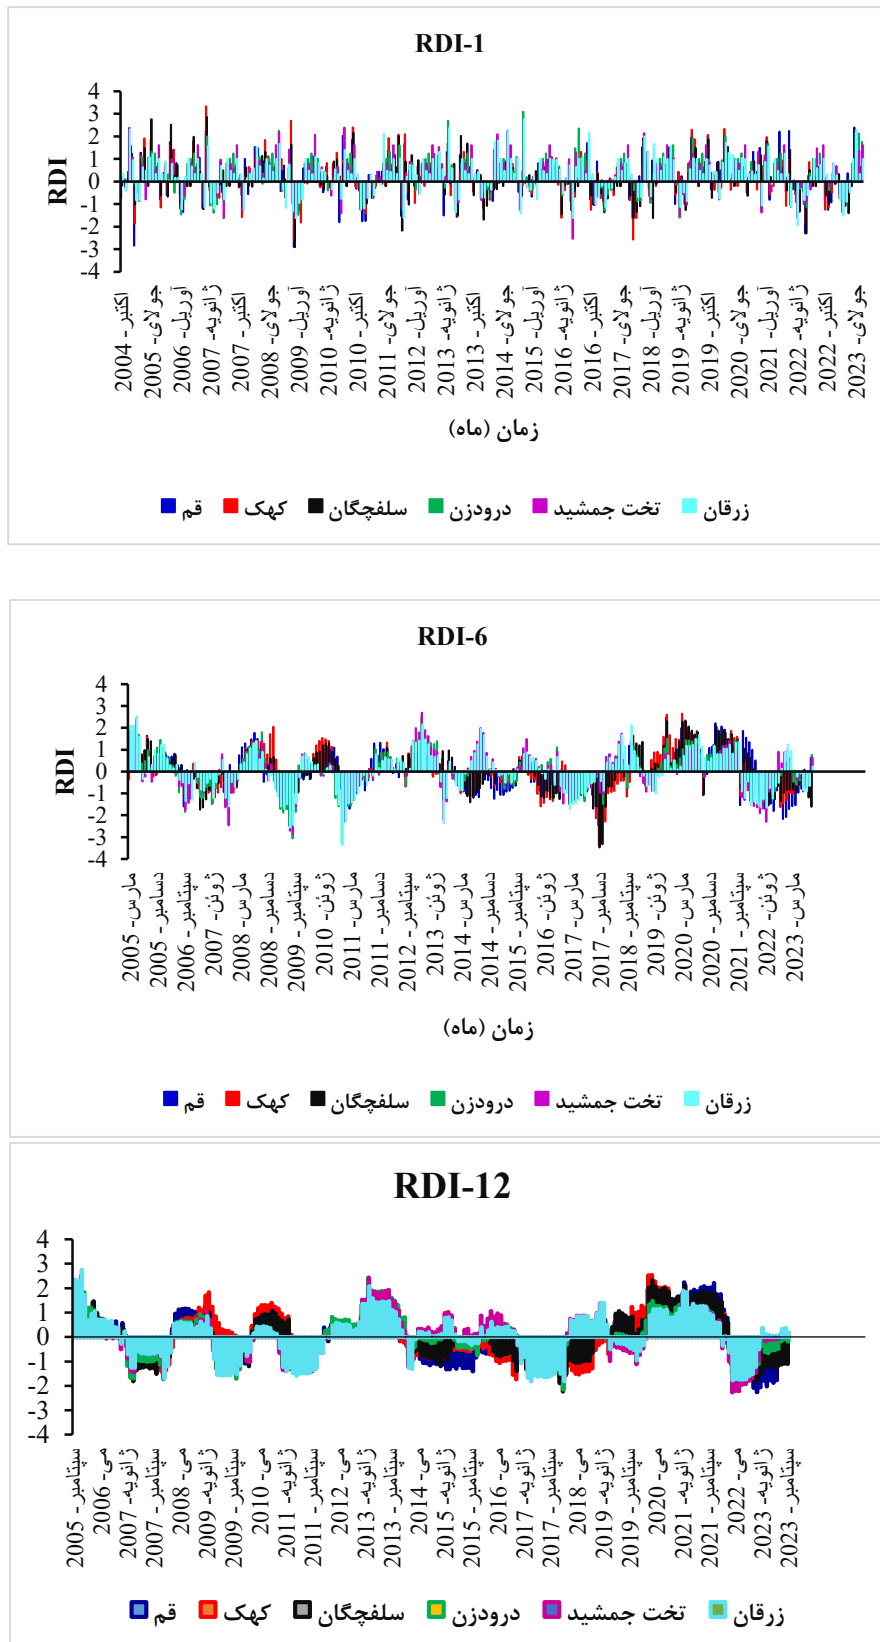 RDI-1
4
3
2
1
0
-1
-2
-3
-4
RDI
اکتبر - 2004
جولای - 2005
آوریل - 2006
ژانویه - 2007
اکتبر - 2007
جولای - 2008
آوریل - 2009
ژانویه - 2010
اکتبر - 2010
جولای - 2011
آوریل - 2012
ژانویه - 2013
اکتبر - 2013
جولای - 2014
آوریل - 2015
ژانویه - 2016
اکتبر - 2016
جولای - 2017
آوریل - 2018
ژانویه - 2019
اکتبر - 2019
جولای - 2020
آوریل - 2021
ژانویه - 2022
اکتبر - 2022
جولای - 2023
زمان (ماه)
قم کهک سلفچگان درودزن تخت جمشید زرقان
RDI-6
4
3
2
1
0
-1
-2
-3
-4
RDI
مارس - 2005
دسامبر - 2005
سپتامبر - 2006
ژوئن - 2007
مارس - 2008
دسامبر - 2008
سپتامبر - 2009
ژوئن - 2010
مارس - 2011
دسامبر - 2011
سپتامبر - 2012
ژوئن - 2013
مارس - 2014
دسامبر - 2014
سپتامبر - 2015
ژوئن - 2016
مارس - 2017
دسامبر - 2017
سپتامبر - 2018
ژوئن - 2019
مارس - 2020
دسامبر - 2020
سپتامبر - 2021
ژوئن - 2022
مارس - 2023
زمان (ماه)
قم کهک سلفچگان درودزن تخت جمشید زرقان
RDI-12
4
3
2
1
0
-1
-2
-3
-4
سپتامبر - 2005
می - 2006
ژانویه - 2007
سپتامبر - 2007
می - 2008
ژانویه - 2009
سپتامبر - 2009
می - 2010
ژانویه - 2011
سپتامبر - 2011
می - 2012
ژانویه - 2013
سپتامبر - 2013
می - 2014
ژانویه - 2015
سپتامبر - 2015
می - 2016
ژانویه - 2017
سپتامبر - 2017
می - 2018
ژانویه - 2019
سپتامبر - 2019
می - 2020
ژانویه - 2021
سپتامبر - 2021
می - 2022
ژانویه - 2023
سپتامبر - 2023
قم کهک سلفچگان درودزن تخت جمشید زرقان